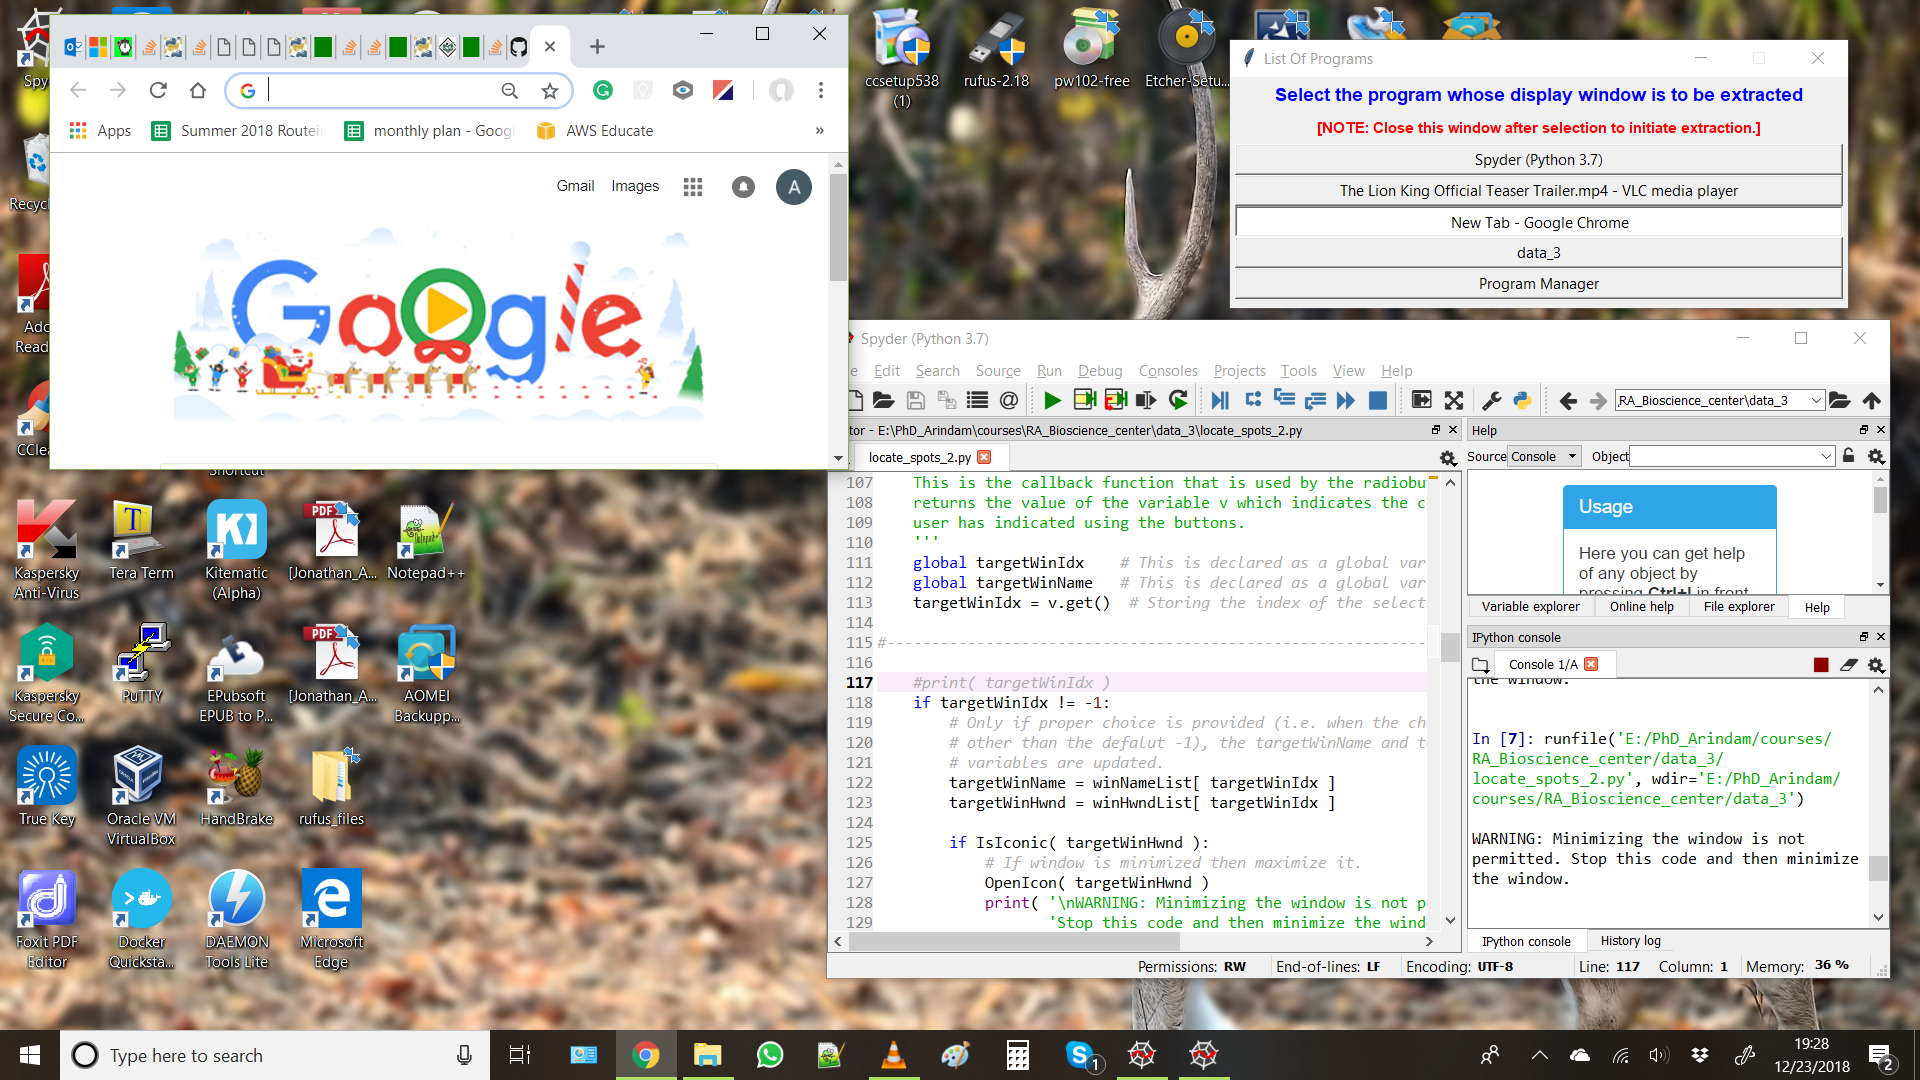 Apps
Summer 2018 Routei
monthly plan - Goog
AWS Educate
»
Gmail
Images
A
Google
ccsetup538
(1)
rufus-2.18
pw102-free
Etcher-Setu...
List Of Programs
Select the program whose display window is to be extracted
[NOTE: Close this window after selection to initiate extraction.]
Spyder (Python 3.7)
The Lion King Official Teaser Trailer.mp4 - VLC media player
New Tab - Google Chrome
data_3
Program Manager
Spyder (Python 3.7)
Edit Search Source Run Debug Consoles Projects Tools View Help
RA_Bioscience_center\data_3
tor - E:\PhD_Arindam\courses\RA_Bioscience_center\data_3\locate_spots_2.py
locate_spots_2.py
107 This is the callback function that is used by the radiobu
108 returns the value of the variable v which indicates the c
109 user has indicated using the buttons.
110 '''
111 global targetWinIdx # This is declared as a global var
112 global targetWinName # This is declared as a global var
113 targetWinIdx = v.get() # Storing the index of the select
114
115 #------------------------------------------------------------
116
117 #print( targetWinIdx )
118 if targetWinIdx != -1:
119 # Only if proper choice is provided (i.e. when the ch
120 # other than the defalut -1), the targetWinName and t
121 # variables are updated.
122 targetWinName = winNameList[ targetWinIdx ]
123 targetWinHwnd = winHwndList[ targetWinIdx ]
124
125 if IsIconic( targetWinHwnd ):
126 # If window is minimized then maximize it.
127 OpenIcon( targetWinHwnd )
128 print( '\nWARNING: Minimizing the window is not p
129 'Stop this code and then minimize the wind
Help
Source Console Object
Usage
Here you can get help
of any object by
pressing Ctrl+I in front
Variable explorer
Online help
File explorer
Help
IPython console
Console 1/A
the window.
In [7]: runfile('E:/PhD_Arindam/courses/
RA_Bioscience_center/data_3/
locate_spots_2.py', wdir='E:/PhD_Arindam/
courses/RA_Bioscience_center/data_3')
WARNING: Minimizing the window is not
permitted. Stop this code and then minimize
the window.
IPython console
History log
Permissions: RW End-of-lines: LF Encoding: UTF-8 Line: 117 Column: 1 Memory: 36 %
Spy
Recyc
Ado
Read
CClea
Shortcut
Kaspersky
Anti-Virus
Tera Term
Kitematic
(Alpha)
PDF
[Jonathan_A...
Notepad++
Kaspersky
Secure Co...
PuTTY
EPubsoft
EPUB to P...
PDF
[Jonathan_A...
AOMEI
Backupp...
True Key
Oracle VM
VirtualBox
HandBrake
rufus_files
Foxit PDF
Editor
Docker
Quicksta...
DAEMON
Tools Lite
Microsoft
Edge
Type here to search
1
19:28
12/23/2018
2